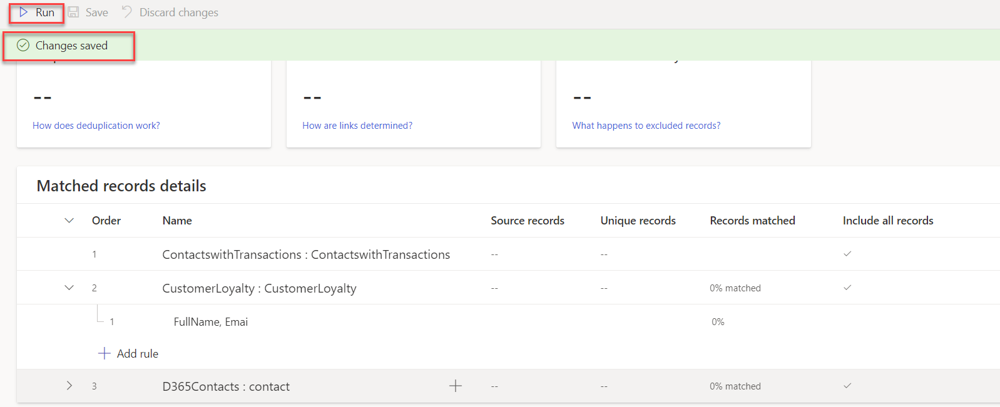 Run Save Discard changes
Changes saved
-- -- --
How does deduplication work? How are links determined? What happens to excluded records?
Matched records details
Order Name Source records Unique records Records matched Include all records
1 ContactswithTransactions : ContactswithTransactions -- --
2 CustomerLoyalty : CustomerLoyalty -- -- 0% matched
1 FullName, Emai 0%
Add rule
3 D365Contacts : contact -- -- 0% matched